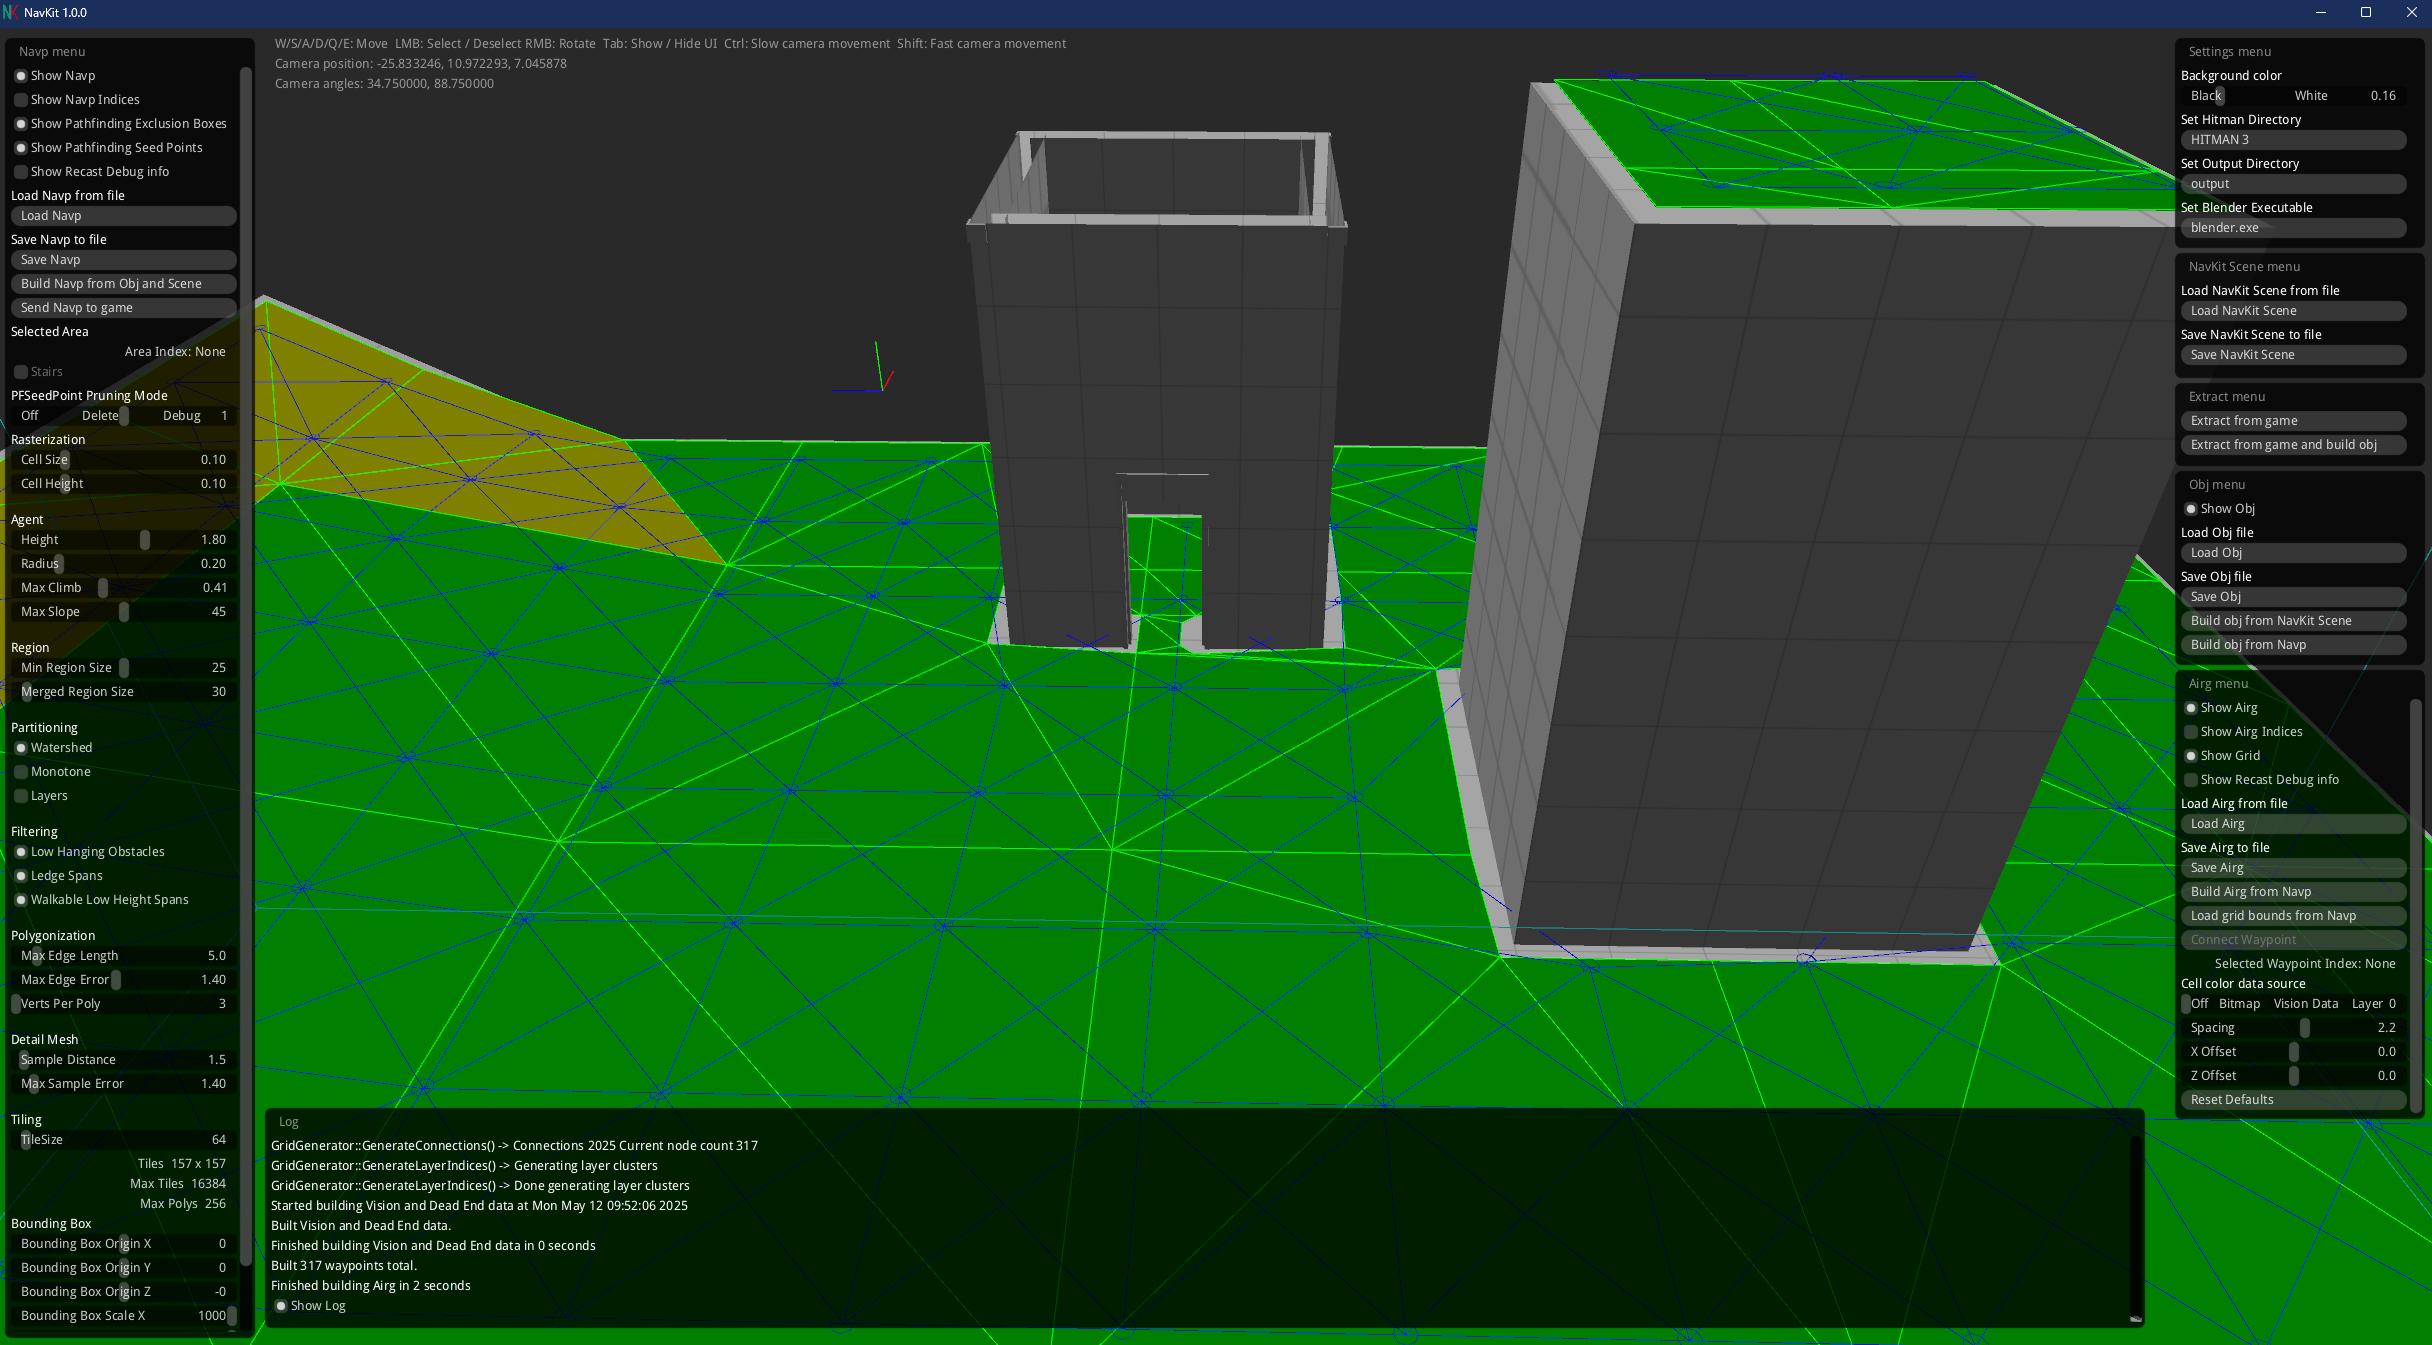 NavKit 1.0.0
Navp menu
Show Navp
Show Navp Indices
Show Pathfinding Exclusion Boxes
Show Pathfinding Seed Points
Show Recast Debug info
Load Navp from file
Load Navp
Save Navp to file
Save Navp
Build Navp from Obj and Scene
Send Navp to game
Selected Area
Area Index: None
Stairs
PFSeedPoint Pruning Mode
Off Delete Debug 1
Rasterization
Cell Size 0.10
Cell Height 0.10
Agent
Height 1.80
Radius 0.20
Max Climb 0.41
Max Slope 45
Region
Min Region Size 25
Merged Region Size 30
Partitioning
Watershed
Monotone
Layers
Filtering
Low Hanging Obstacles
Ledge Spans
Walkable Low Height Spans
Polygonization
Max Edge Length 5.0
Max Edge Error 1.40
Verts Per Poly 3
Detail Mesh
Sample Distance 1.5
Max Sample Error 1.40
Tiling
TileSize 64
Tiles 157 x 157
Max Tiles 16384
Max Polys 256
Bounding Box
Bounding Box Origin X 0
Bounding Box Origin Y 0
Bounding Box Origin Z -0
Bounding Box Scale X 1000
W/S/A/D/Q/E: Move LMB: Select / Deselect RMB: Rotate Tab: Show / Hide UI Ctrl: Slow camera movement Shift: Fast camera movement
Camera position: -25.833246, 10.972293, 7.045878
Camera angles: 34.750000, 88.750000
Log
GridGenerator::GenerateConnections() -> Connections 2025 Current node count 317
GridGenerator::GenerateLayerIndices() -> Generating layer clusters
GridGenerator::GenerateLayerIndices() -> Done generating layer clusters
Started building Vision and Dead End data at Mon May 12 09:52:06 2025
Built Vision and Dead End data.
Finished building Vision and Dead End data in 0 seconds
Built 317 waypoints total.
Finished building Airg in 2 seconds
Show Log
Settings menu
Background color
Black White 0.16
Set Hitman Directory
HITMAN 3
Set Output Directory
output
Set Blender Executable
blender.exe
NavKit Scene menu
Load NavKit Scene from file
Load NavKit Scene
Save NavKit Scene to file
Save NavKit Scene
Extract menu
Extract from game
Extract from game and build obj
Obj menu
Show Obj
Load Obj file
Load Obj
Save Obj file
Save Obj
Build obj from NavKit Scene
Build obj from Navp
Airg menu
Show Airg
Show Airg Indices
Show Grid
Show Recast Debug info
Load Airg from file
Load Airg
Save Airg to file
Save Airg
Build Airg from Navp
Load grid bounds from Navp
Connect Waypoint
Selected Waypoint Index: None
Cell color data source
Off Bitmap Vision Data Layer 0
Spacing 2.2
X Offset 0.0
Z Offset 0.0
Reset Defaults